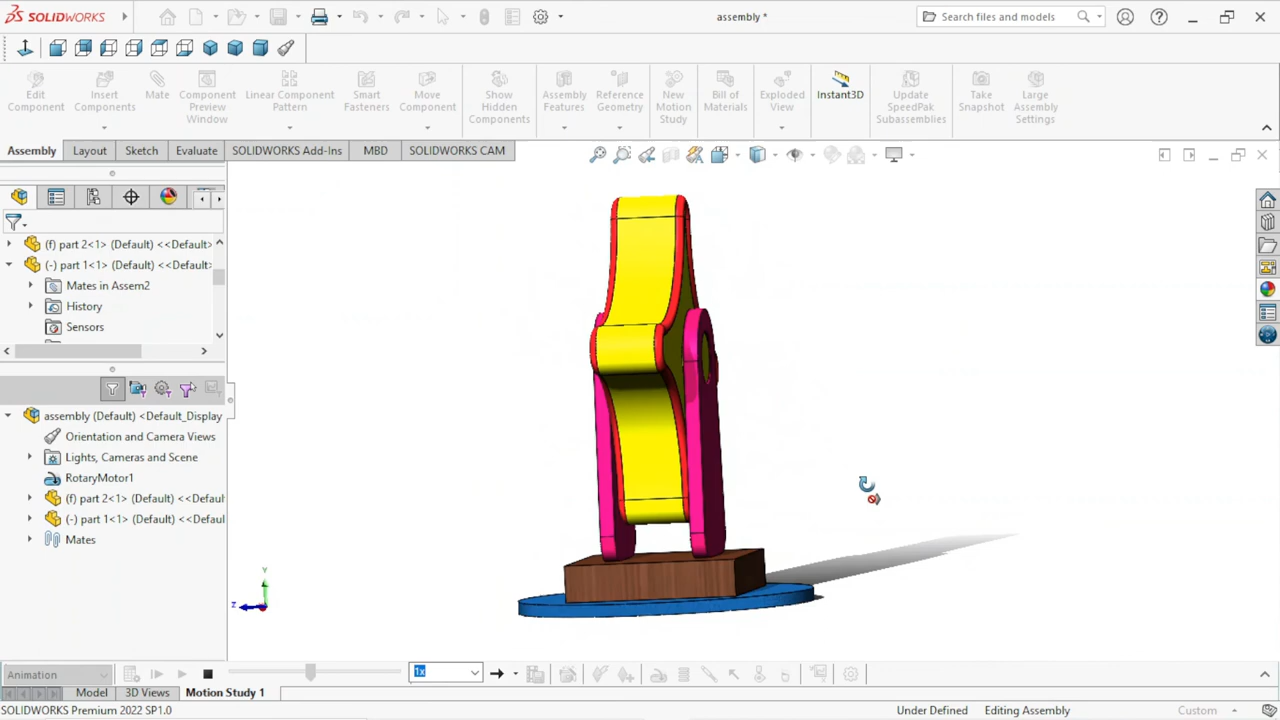 SOLIDWORKS
assembly *
Search files and models
Edit Component
Insert Components
Mate
Component Preview Window
Linear Component Pattern
Smart Fasteners
Move Component
Show Hidden Components
Assembly Features
Reference Geometry
New Motion Study
Bill of Materials
Exploded View
Instant3D
Update SpeedPak Subassemblies
Take Snapshot
Large Assembly Settings
Assembly
Layout
Sketch
Evaluate
SOLIDWORKS Add-Ins
MBD
SOLIDWORKS CAM
(f) part 2<1> (Default) <<Default>
(-) part 1<1> (Default) <<Default>
Mates in Assem2
History
Sensors
assembly (Default) <Default_Display
Orientation and Camera Views
Lights, Cameras and Scene
RotaryMotor1
(f) part 2<1> (Default) <<Defaul
(-) part 1<1> (Default) <<Defaul
Mates
Y
Z
Animation
1x
Model
3D Views
Motion Study 1
SOLIDWORKS Premium 2022 SP1.0
Under Defined
Editing Assembly
Custom